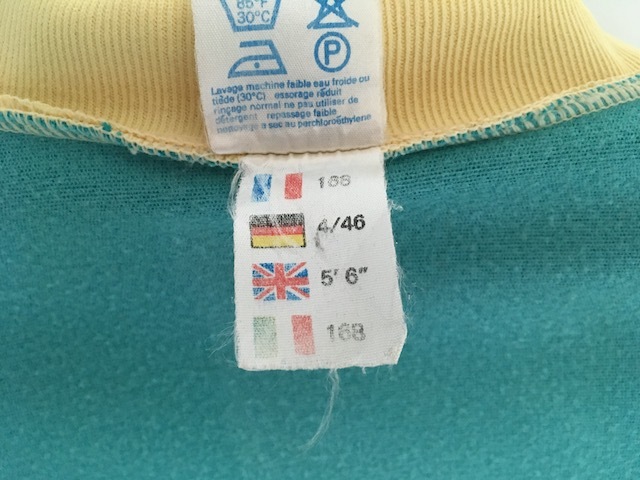 85°F
30°C
P
Lavage machine faible eau froide ou
tiède (30°C) essorage réduit
rinçage normal ne pas utiliser de
détergent repassage faible
nettoyage a sec au perchloroéthylene
168
4/46
5' 6"
168